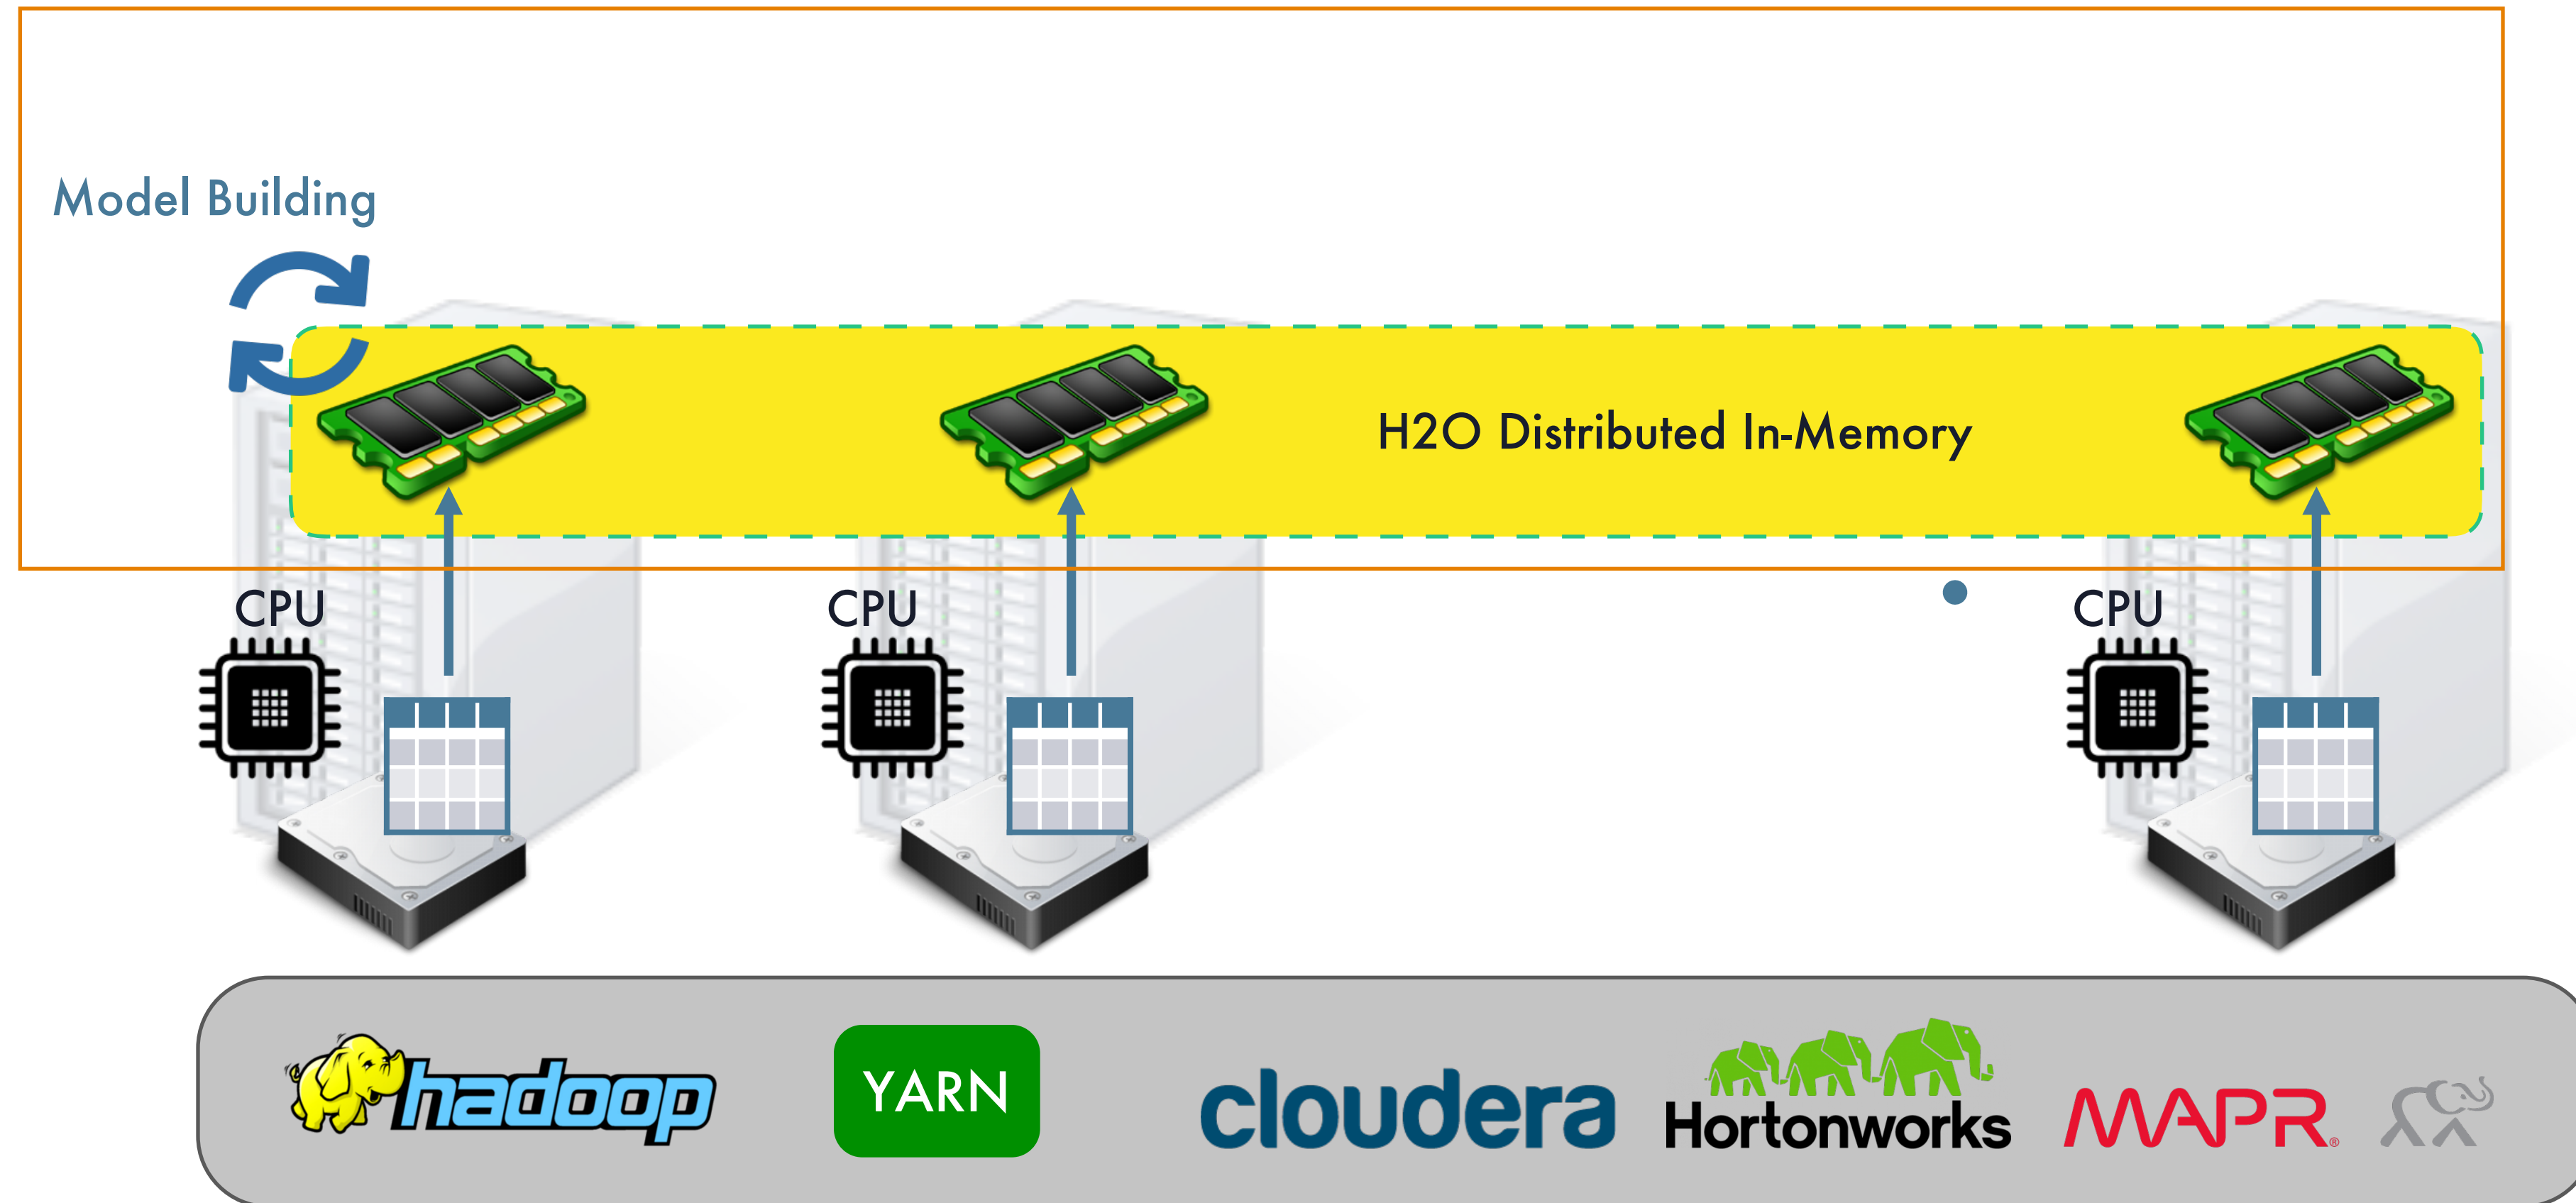 Model Building
H2O Distributed In-Memory
CPU
CPU
CPU
hadoop
YARN
cloudera
Hortonworks
MAPR®